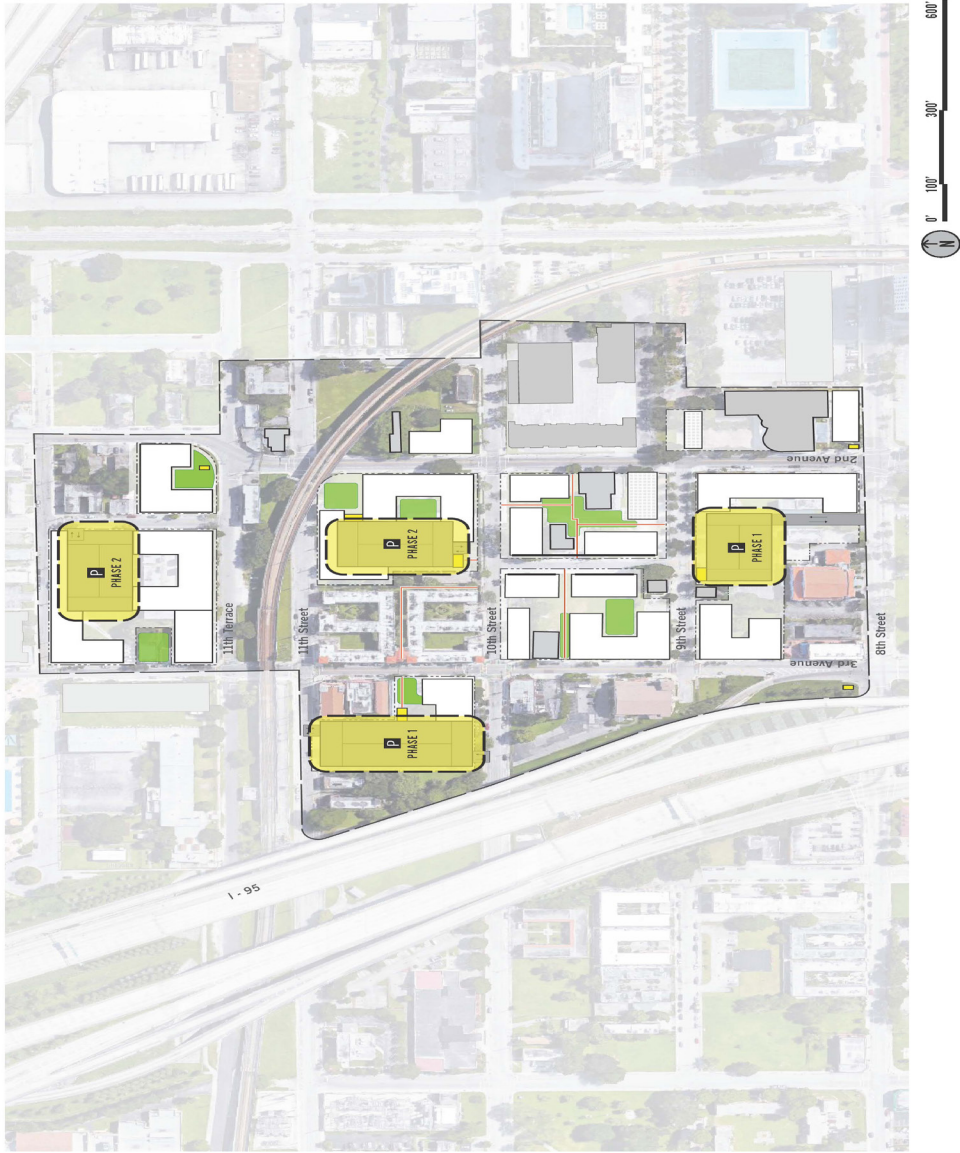 P
PHASE 2
11th Terrace
11th Street
P
PHASE 2
P
PHASE 1
10th Street
2nd Avenue
9th Street
P
PHASE 1
3rd Avenue
8th Street
I - 95
N
0'
100'
300'
600'